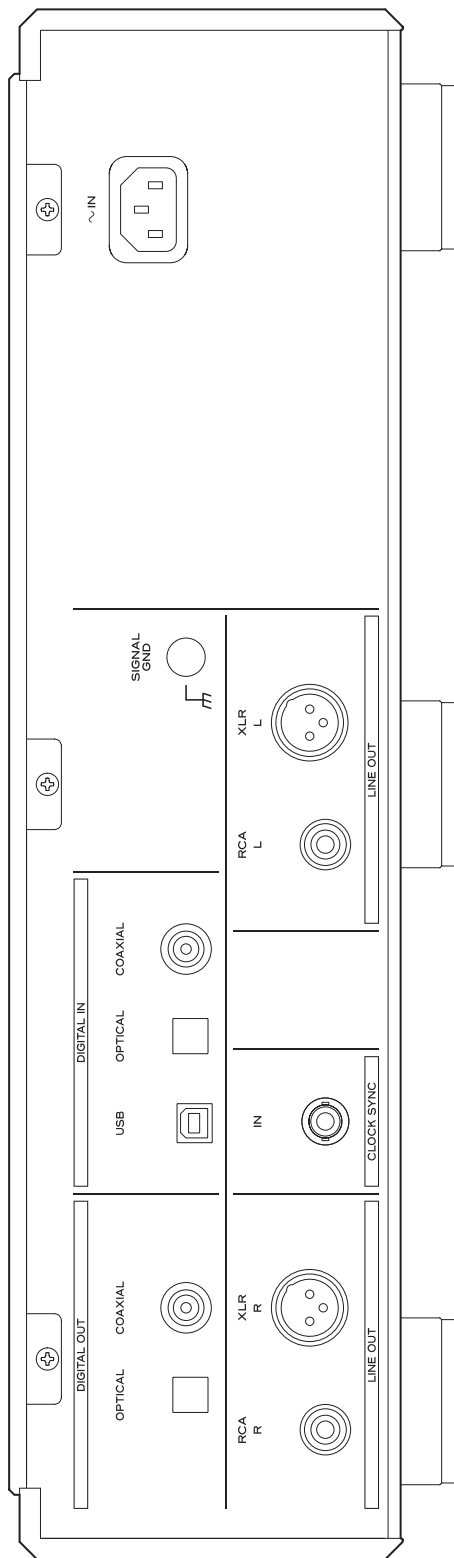 DIGITAL OUT
DIGITAL IN
OPTICAL
COAXIAL
USB
OPTICAL
COAXIAL
SIGNAL
GND
~ IN
RCA
R
XLR
R
IN
RCA
L
XLR
L
LINE OUT
CLOCK SYNC
LINE OUT